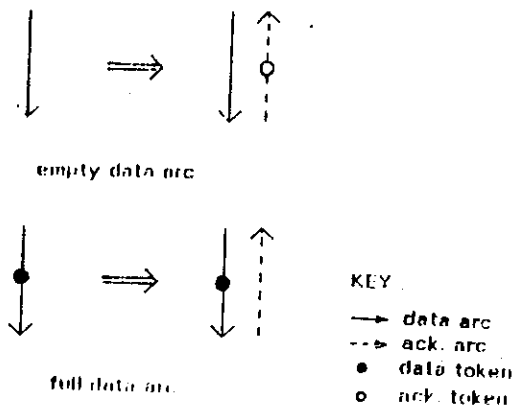 empty data arc
full data arc
KEY
data arc
ack. arc
data token
ack. token